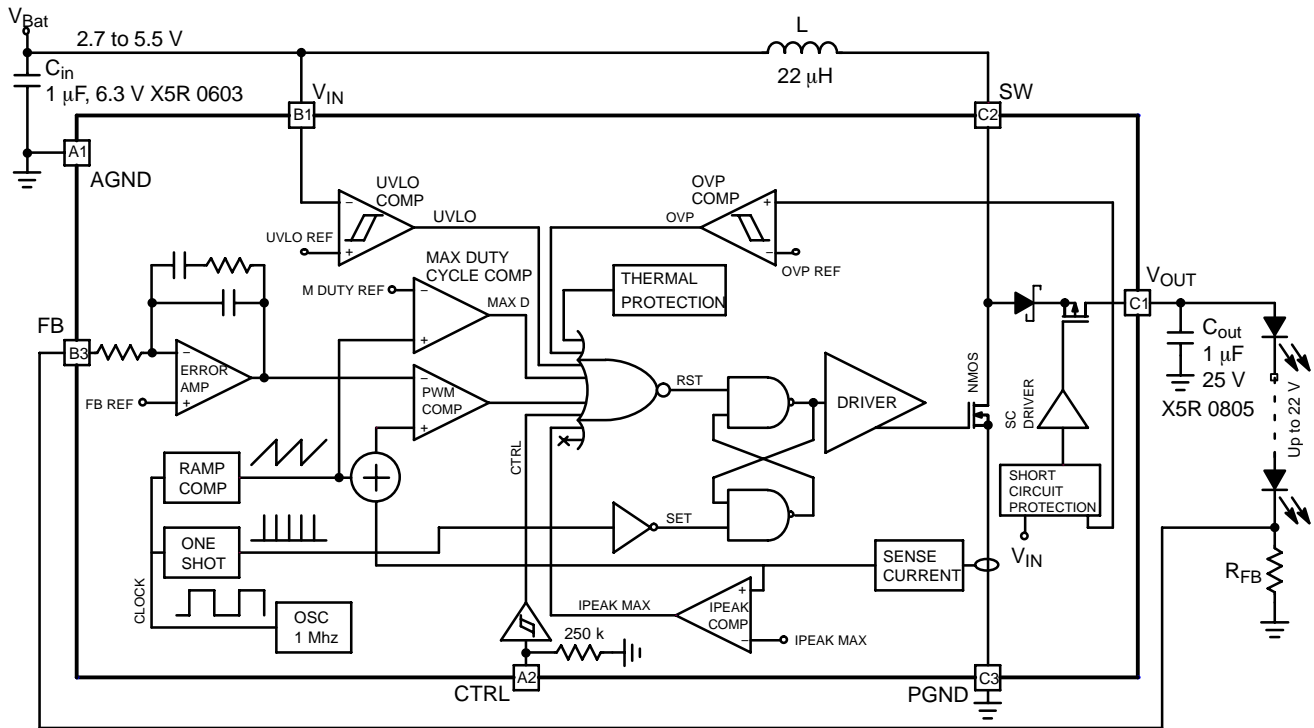 VBat
2.7 to 5.5 V
L
22 µH
Cin
1 µF, 6.3 V X5R 0603
VIN
B1
SW
C2
A1
AGND
UVLO
COMP
−
+
UVLO
UVLO REF
OVP
COMP
OVP
+
−
OVP REF
MAX DUTY
CYCLE COMP
M DUTY REF
−
+
MAX D
THERMAL
PROTECTION
VOUT
C1
FB
B3
−
+
ERROR
AMP
FB REF
−
+
PWM
COMP
RST
DRIVER
NMOS
SC
DRIVER
Cout
1 µF
25 V
X5R 0805
Up to 22 V
RAMP
COMP
CTRL
SHORT
CIRCUIT
PROTECTION
VIN
ONE
SHOT
SET
SENSE
CURRENT
RFB
CLOCK
OSC
1 Mhz
IPEAK MAX
+
−
IPEAK
COMP
IPEAK MAX
250 k
A2
CTRL
C3
PGND